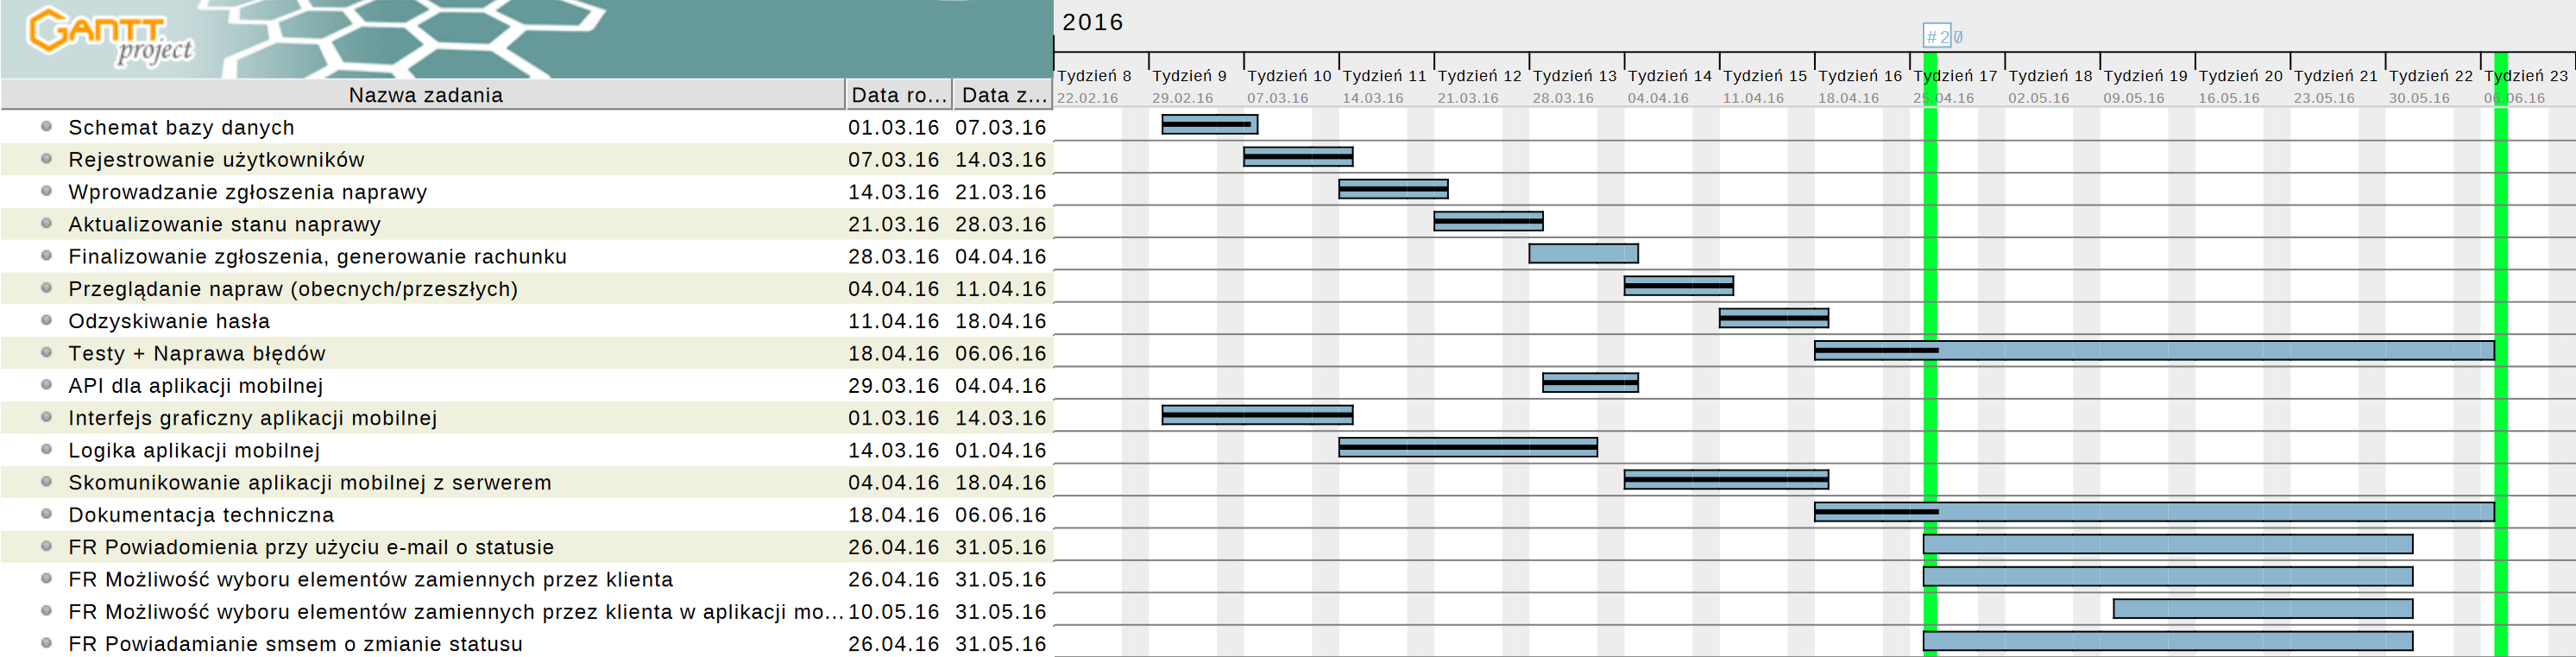 GANTT
project
2016
Tydzień 8 Tydzień 9 Tydzień 10 Tydzień 11 Tydzień 12 Tydzień 13 Tydzień 14 Tydzień 15 Tydzień 16 Tydzień 17 Tydzień 18 Tydzień 19 Tydzień 20 Tydzień 21 Tydzień 22 Tydzień 23
22.02.16 29.02.16 07.03.16 14.03.16 21.03.16 28.03.16 04.04.16 11.04.16 18.04.16 25.04.16 02.05.16 09.05.16 16.05.16 23.05.16 30.05.16 06.06.16
Nazwa zadania Data ro... Data z...
Schemat bazy danych 01.03.16 07.03.16
Rejestrowanie użytkowników 07.03.16 14.03.16
Wprowadzanie zgłoszenia naprawy 14.03.16 21.03.16
Aktualizowanie stanu naprawy 21.03.16 28.03.16
Finalizowanie zgłoszenia, generowanie rachunku 28.03.16 04.04.16
Przeglądanie napraw (obecnych/przeszłych) 04.04.16 11.04.16
Odzyskiwanie hasła 11.04.16 18.04.16
Testy + Naprawa błędów 18.04.16 06.06.16
API dla aplikacji mobilnej 29.03.16 04.04.16
Interfejs graficzny aplikacji mobilnej 01.03.16 14.03.16
Logika aplikacji mobilnej 14.03.16 01.04.16
Skomunikowanie aplikacji mobilnej z serwerem 04.04.16 18.04.16
Dokumentacja techniczna 18.04.16 06.06.16
FR Powiadomienia przy użyciu e-mail o statusie 26.04.16 31.05.16
FR Możliwość wyboru elementów zamiennych przez klienta 26.04.16 31.05.16
FR Możliwość wyboru elementów zamiennych przez klienta w aplikacji mo... 10.05.16 31.05.16
FR Powiadamianie smsem o zmianie statusu 26.04.16 31.05.16